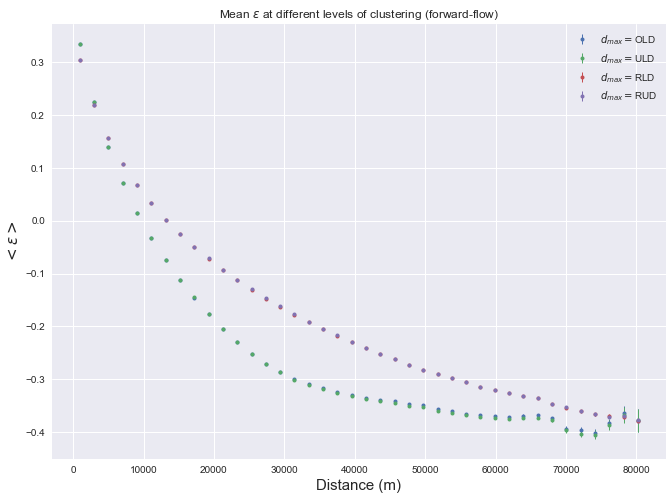 Mean ε at different levels of clustering (forward-flow)
d_max = OLD
d_max = ULD
d_max = RLD
d_max = RUD
0.3
0.2
0.1
0.0
−0.1
−0.2
−0.3
−0.4
< ε >
0 10000 20000 30000 40000 50000 60000 70000 80000
Distance (m)